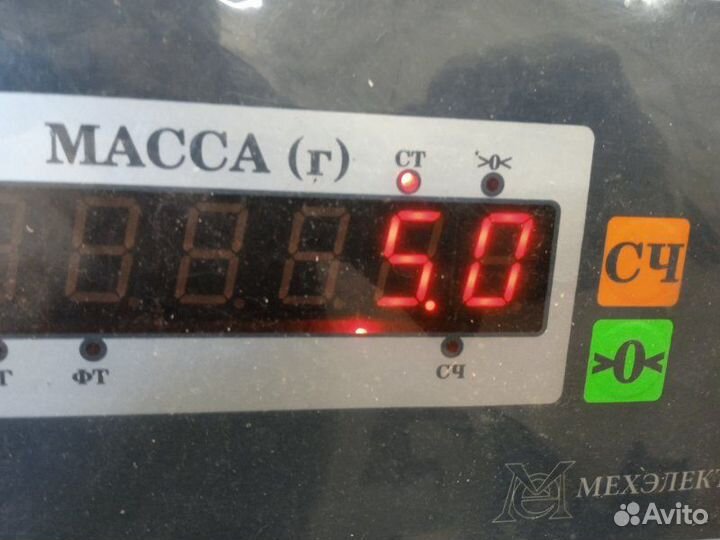 МАССА (г)
СТ
>0<
5.0
СЧ
>0<
ФТ
СЧ
МЕХЭЛЕКТ
Avito